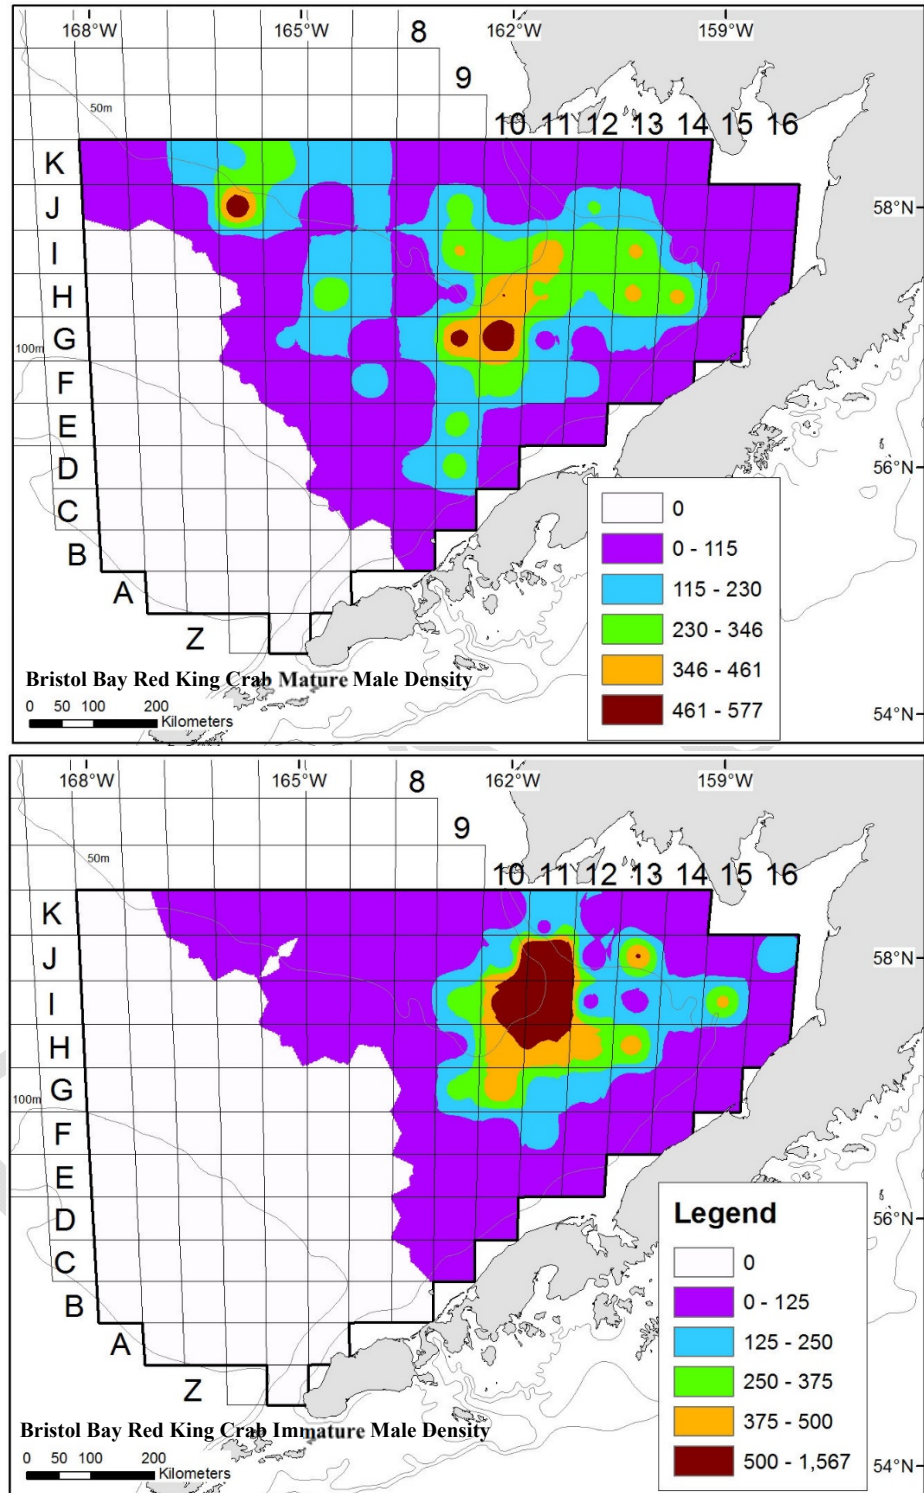 168°W 165°W 8 162°W 159°W
9
50m
10 11 12 13 14 15 16
K
J 58°N
I
H
G
100m
F
E
D 56°N
C
B
A
Z
0
0 - 115
115 - 230
230 - 346
346 - 461
461 - 577
Bristol Bay Red King Crab Mature Male Density
0 50 100 200
Kilometers
54°N
168°W 165°W 8 162°W 159°W
9
50m
10 11 12 13 14 15 16
K
J 58°N
I
H
G
100m
F
E
D 56°N
C
B
A
Z
Legend
0
0 - 125
125 - 250
250 - 375
375 - 500
500 - 1,567
Bristol Bay Red King Crab Immature Male Density
0 50 100 200
Kilometers
54°N